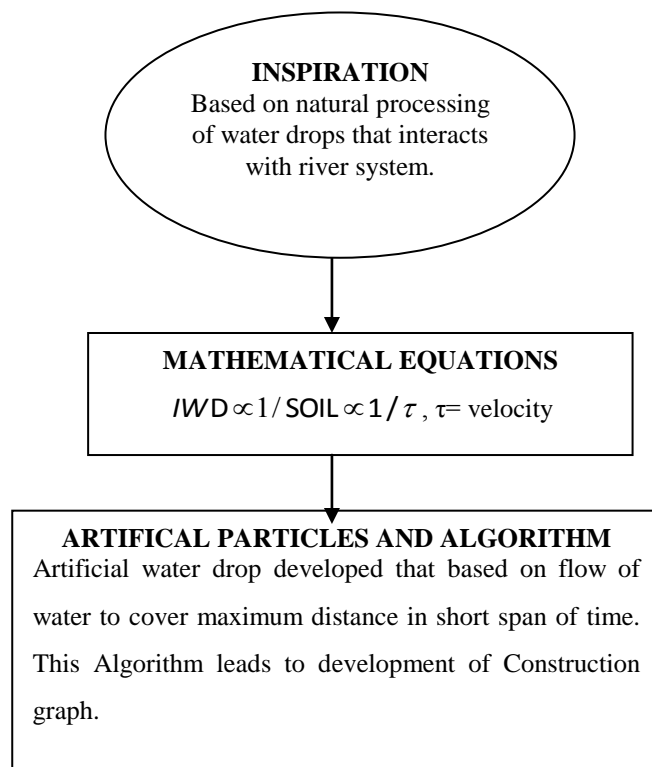 INSPIRATION
Based on natural processing
of water drops that interacts
with river system.
MATHEMATICAL EQUATIONS
IWD ∝1/ SOIL ∝ 1 / τ , τ= velocity
ARTIFICAL PARTICLES AND ALGORITHM
Artificial water drop developed that based on flow of
water to cover maximum distance in short span of time.
This Algorithm leads to development of Construction
graph.